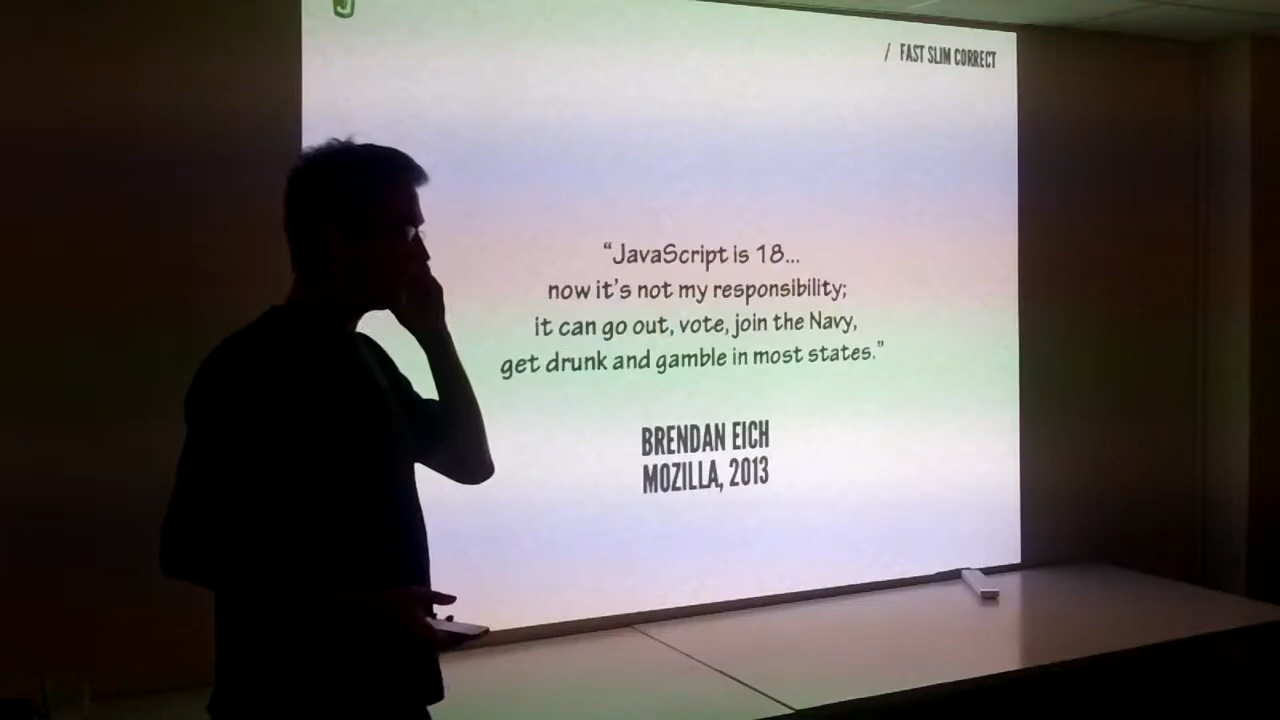 / FAST SLIM CORRECT
“JavaScript is 18...
now it's not my responsibility;
it can go out, vote, join the Navy,
get drunk and gamble in most states.”
BRENDAN EICH
MOZILLA, 2013